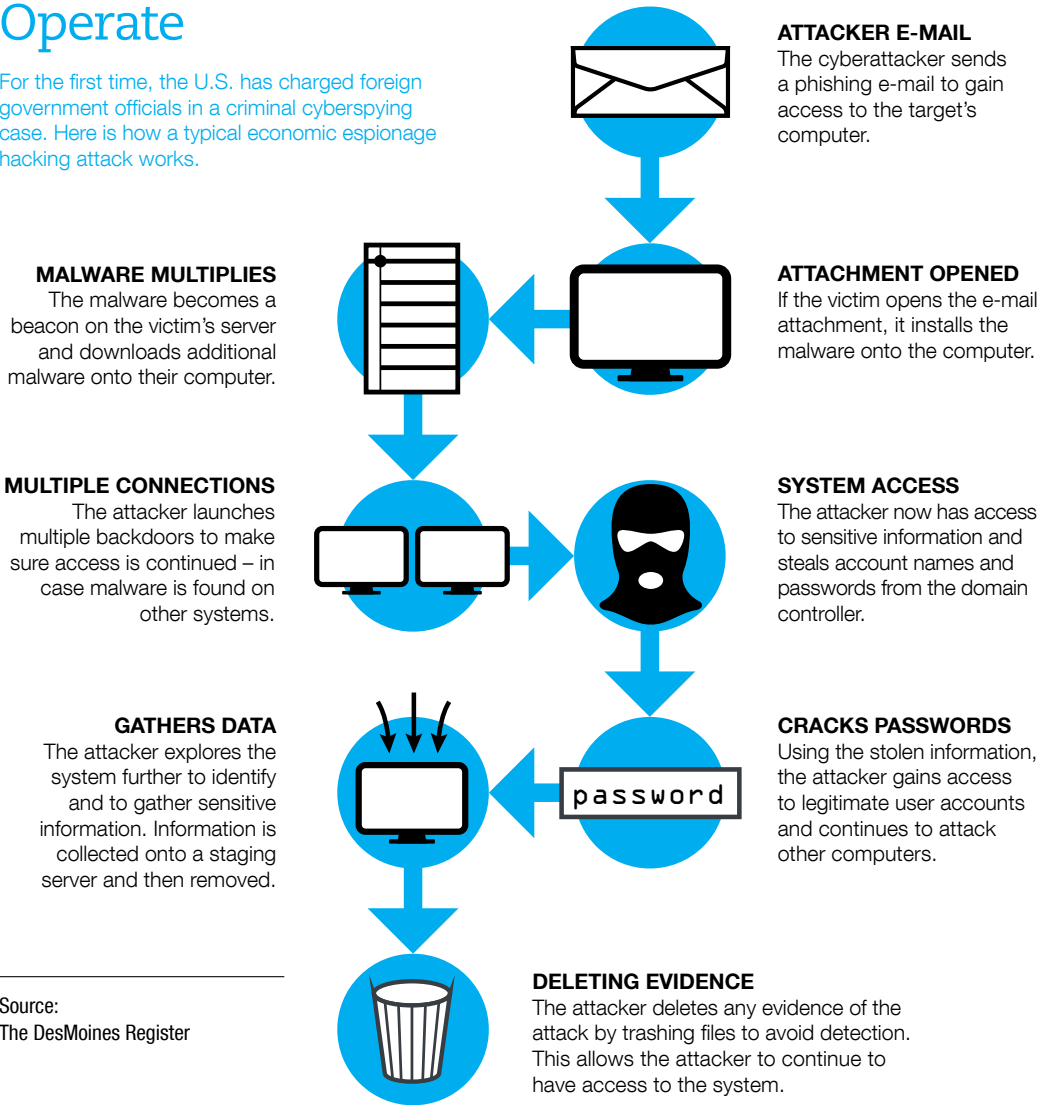 Operate
For the first time, the U.S. has charged foreign
government officials in a criminal cyberspying
case. Here is how a typical economic espionage
hacking attack works.
ATTACKER E-MAIL
The cyberattacker sends
a phishing e-mail to gain
access to the target’s
computer.
ATTACHMENT OPENED
If the victim opens the e-mail
attachment, it installs the
malware onto the computer.
MALWARE MULTIPLIES
The malware becomes a
beacon on the victim’s server
and downloads additional
malware onto their computer.
MULTIPLE CONNECTIONS
The attacker launches
multiple backdoors to make
sure access is continued – in
case malware is found on
other systems.
SYSTEM ACCESS
The attacker now has access
to sensitive information and
steals account names and
passwords from the domain
controller.
CRACKS PASSWORDS
Using the stolen information,
the attacker gains access
to legitimate user accounts
and continues to attack
other computers.
password
GATHERS DATA
The attacker explores the
system further to identify
and to gather sensitive
information. Information is
collected onto a staging
server and then removed.
DELETING EVIDENCE
The attacker deletes any evidence of the
attack by trashing files to avoid detection.
This allows the attacker to continue to
have access to the system.
Source:
The DesMoines Register